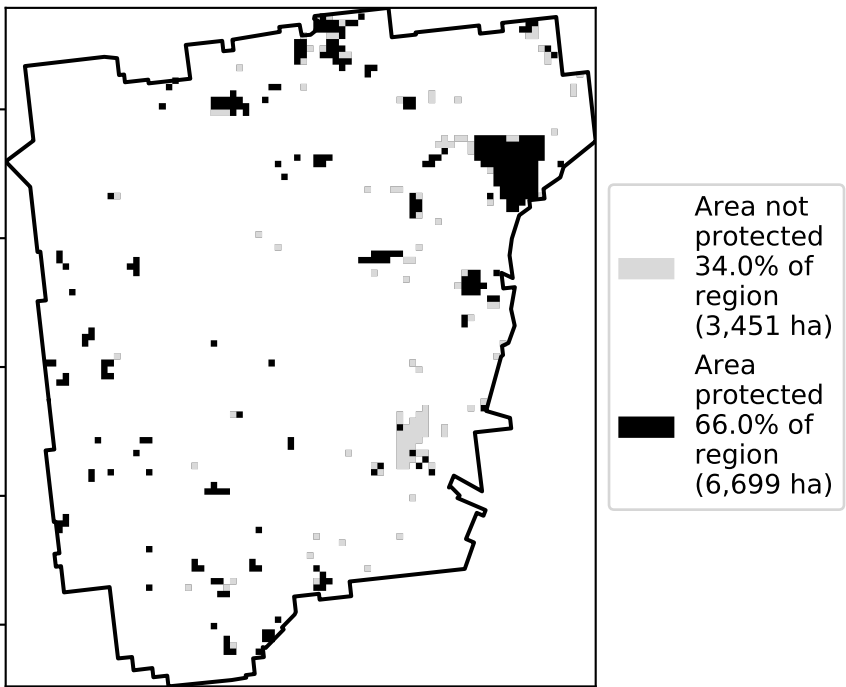 Area not
protected
34.0% of
region
(3,451 ha)
Area
protected
66.0% of
region
(6,699 ha)